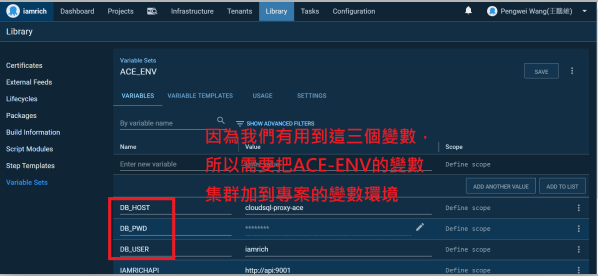 iamrich Dashboard Projects Infrastructure Tenants Library Tasks Configuration Pengwei Wang(王鵬維)
Library
Certificates
External Feeds
Lifecycles
Packages
Build Information
Script Modules
Step Templates
Variable Sets
Variable Sets
ACE_ENV
SAVE
VARIABLES VARIABLE TEMPLATES USAGE SETTINGS
By variable name SHOW ADVANCED FILTERS
因為我們有用到這三個變數，
所以需要把ACE-ENV的變數
集群加到專案的變數環境
Name Value Scope
Enter new variable Define scope
ADD ANOTHER VALUE ADD TO LIST
DB_HOST cloudsql-proxy-ace Define scope
DB_PWD ******** Define scope
DB_USER iamrich Define scope
IAMRICHAPI http://api:9001 Define scope